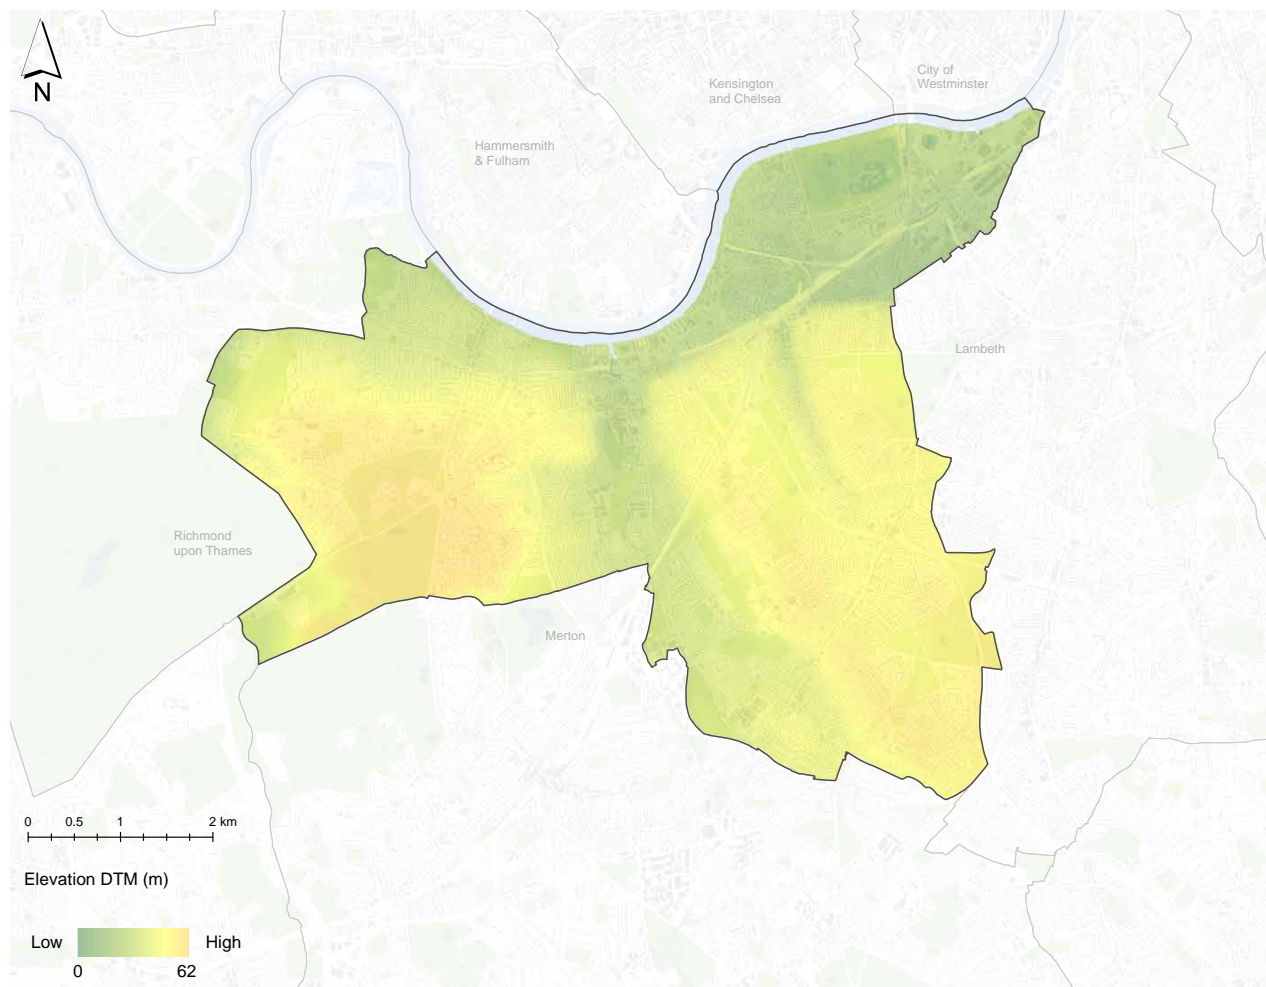 N
City of
Westminster
Kensington
and Chelsea
Hammersmith
& Fulham
Lambeth
Richmond
upon Thames
Merton
0 0.5 1 2 km
Elevation DTM (m)
Low High
0 62